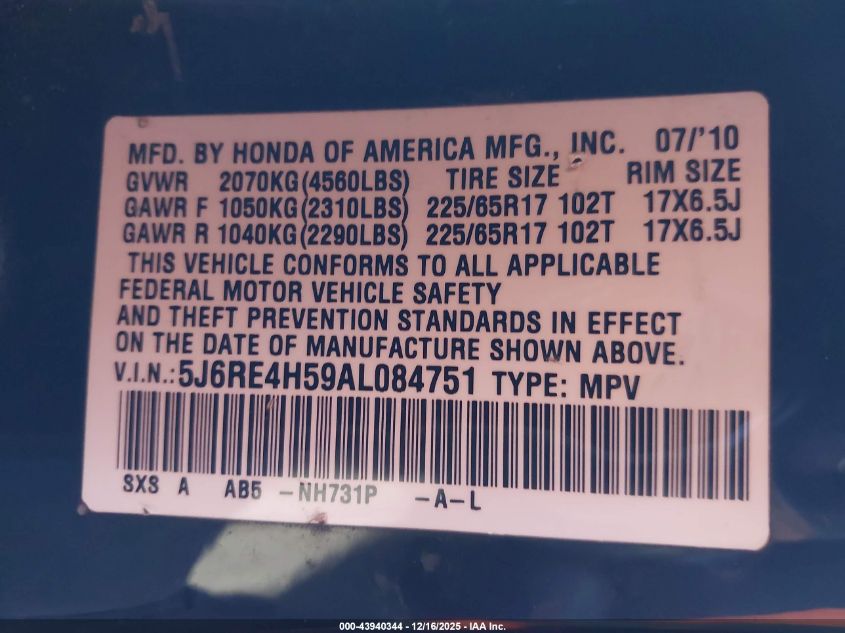 MFD. BY HONDA OF AMERICA MFG., INC. 07/'10
GVWR 2070KG(4560LBS) TIRE SIZE RIM SIZE
GAWR F 1050KG(2310LBS) 225/65R17 102T 17X6.5J
GAWR R 1040KG(2290LBS) 225/65R17 102T 17X6.5J
THIS VEHICLE CONFORMS TO ALL APPLICABLE
FEDERAL MOTOR VEHICLE SAFETY
AND THEFT PREVENTION STANDARDS IN EFFECT
ON THE DATE OF MANUFACTURE SHOWN ABOVE.
V.I.N.: 5J6RE4H59AL084751 TYPE: MPV
SXS A AB5 -NH731P -A-L
000-43940344 - 12/16/2025 - IAA Inc.